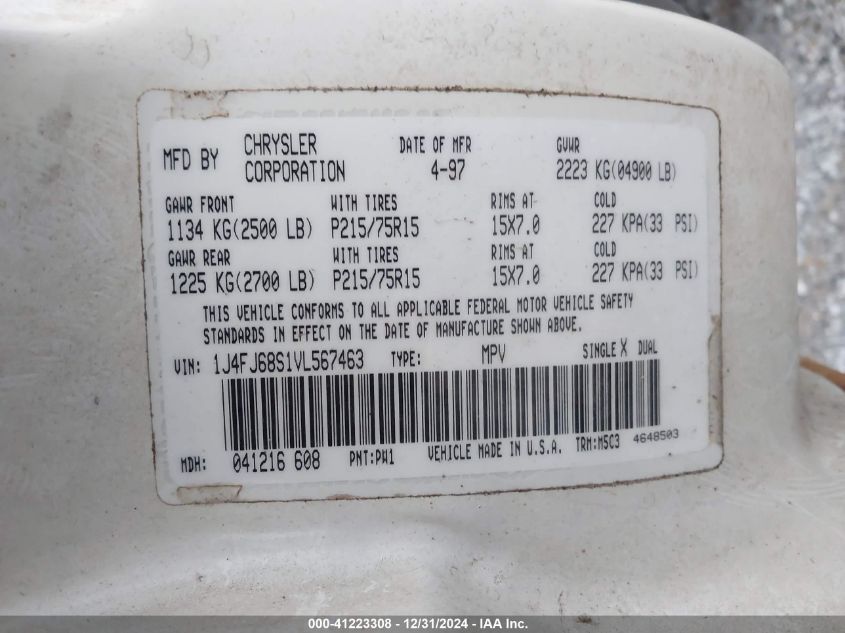 MFD BY CHRYSLER CORPORATION DATE OF MFR 4-97 GVWR 2223 KG(04900 LB)
GAWR FRONT WITH TIRES RIMS AT COLD
1134 KG(2500 LB) P215/75R15 15X7.0 227 KPA(33 PSI)
GAWR REAR WITH TIRES RIMS AT COLD
1225 KG(2700 LB) P215/75R15 15X7.0 227 KPA(33 PSI)
THIS VEHICLE CONFORMS TO ALL APPLICABLE FEDERAL MOTOR VEHICLE SAFETY
STANDARDS IN EFFECT ON THE DATE OF MANUFACTURE SHOWN ABOVE.
VIN: 1J4FJ68S1VL567463 TYPE: MPV SINGLE X DUAL
MDH: 041216 608 PNT:PW1 VEHICLE MADE IN U.S.A. TRM:M5C3 4648503
000-41223308 - 12/31/2024 - IAA Inc.